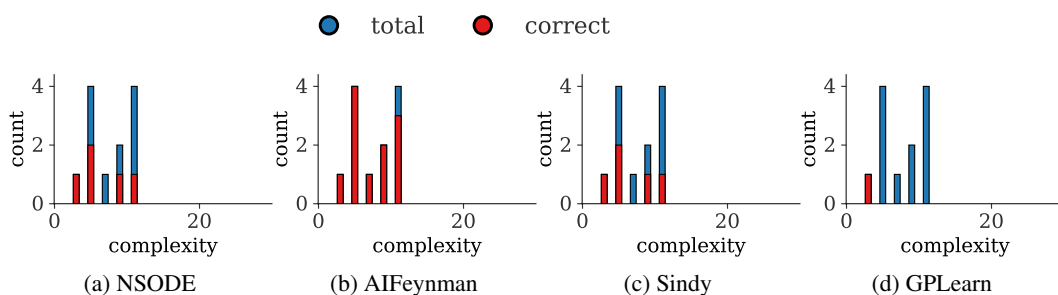 total correct
4 4 4 4
count count count count
2 2 2 2
0 0 0 0
0 20 0 20 0 20 0 20
complexity complexity complexity complexity
(a) NSODE (b) AIFeynman (c) Sindy (d) GPLearn